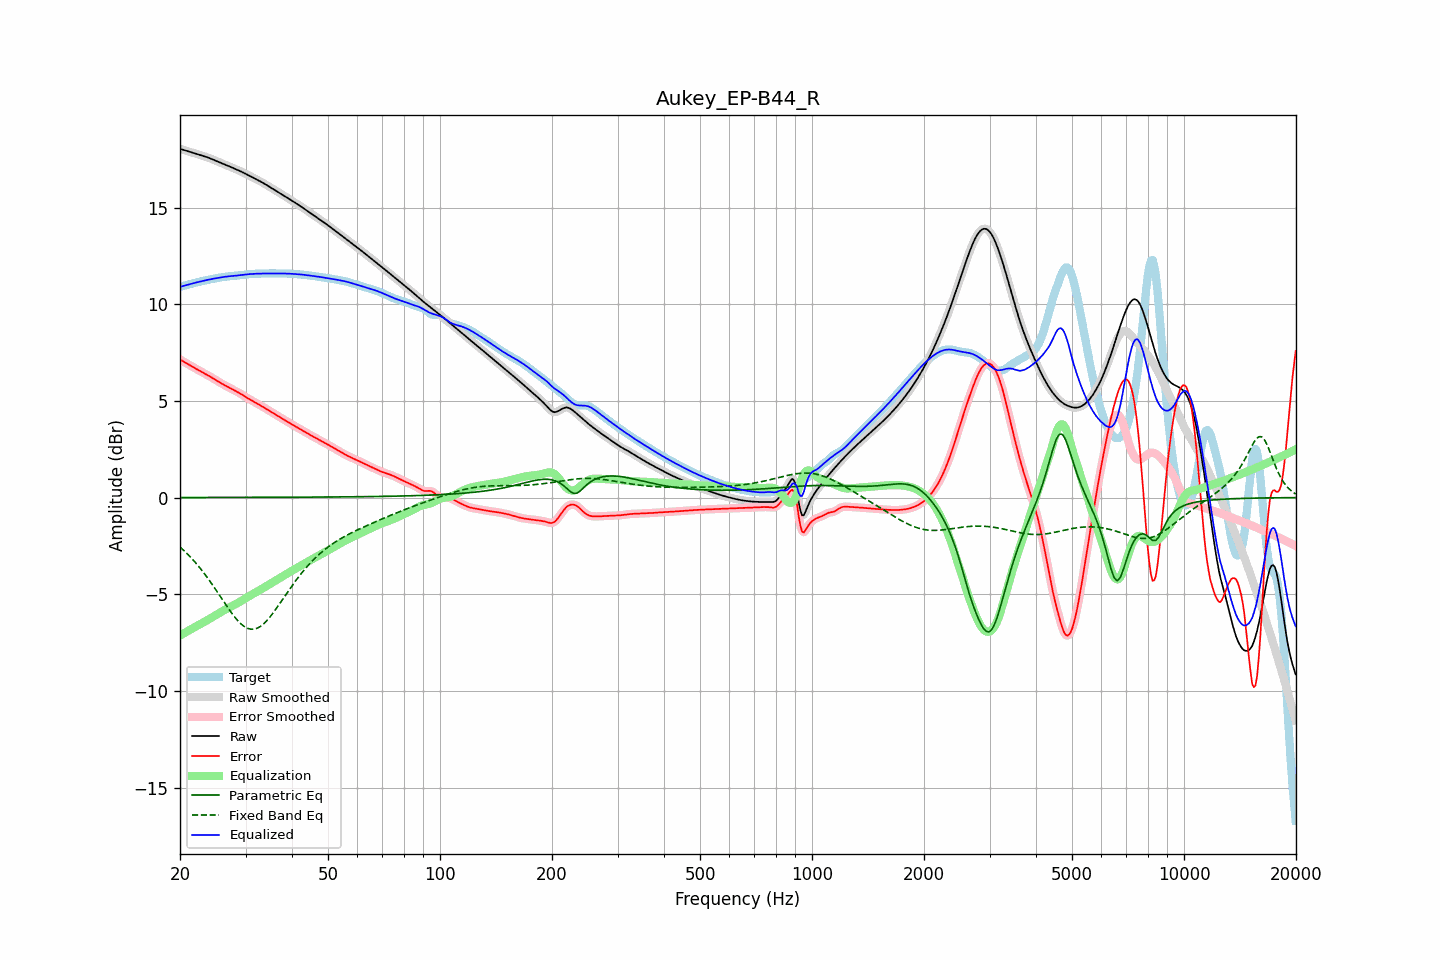 Aukey_EP-B44_R
Amplitude (dBr)
15
10
5
0
−5
−10
−15
Target
Raw Smoothed
Error Smoothed
Raw
Error
Equalization
Parametric Eq
Fixed Band Eq
Equalized
20 50 100 200 500 1000 2000 5000 10000 20000
Frequency (Hz)